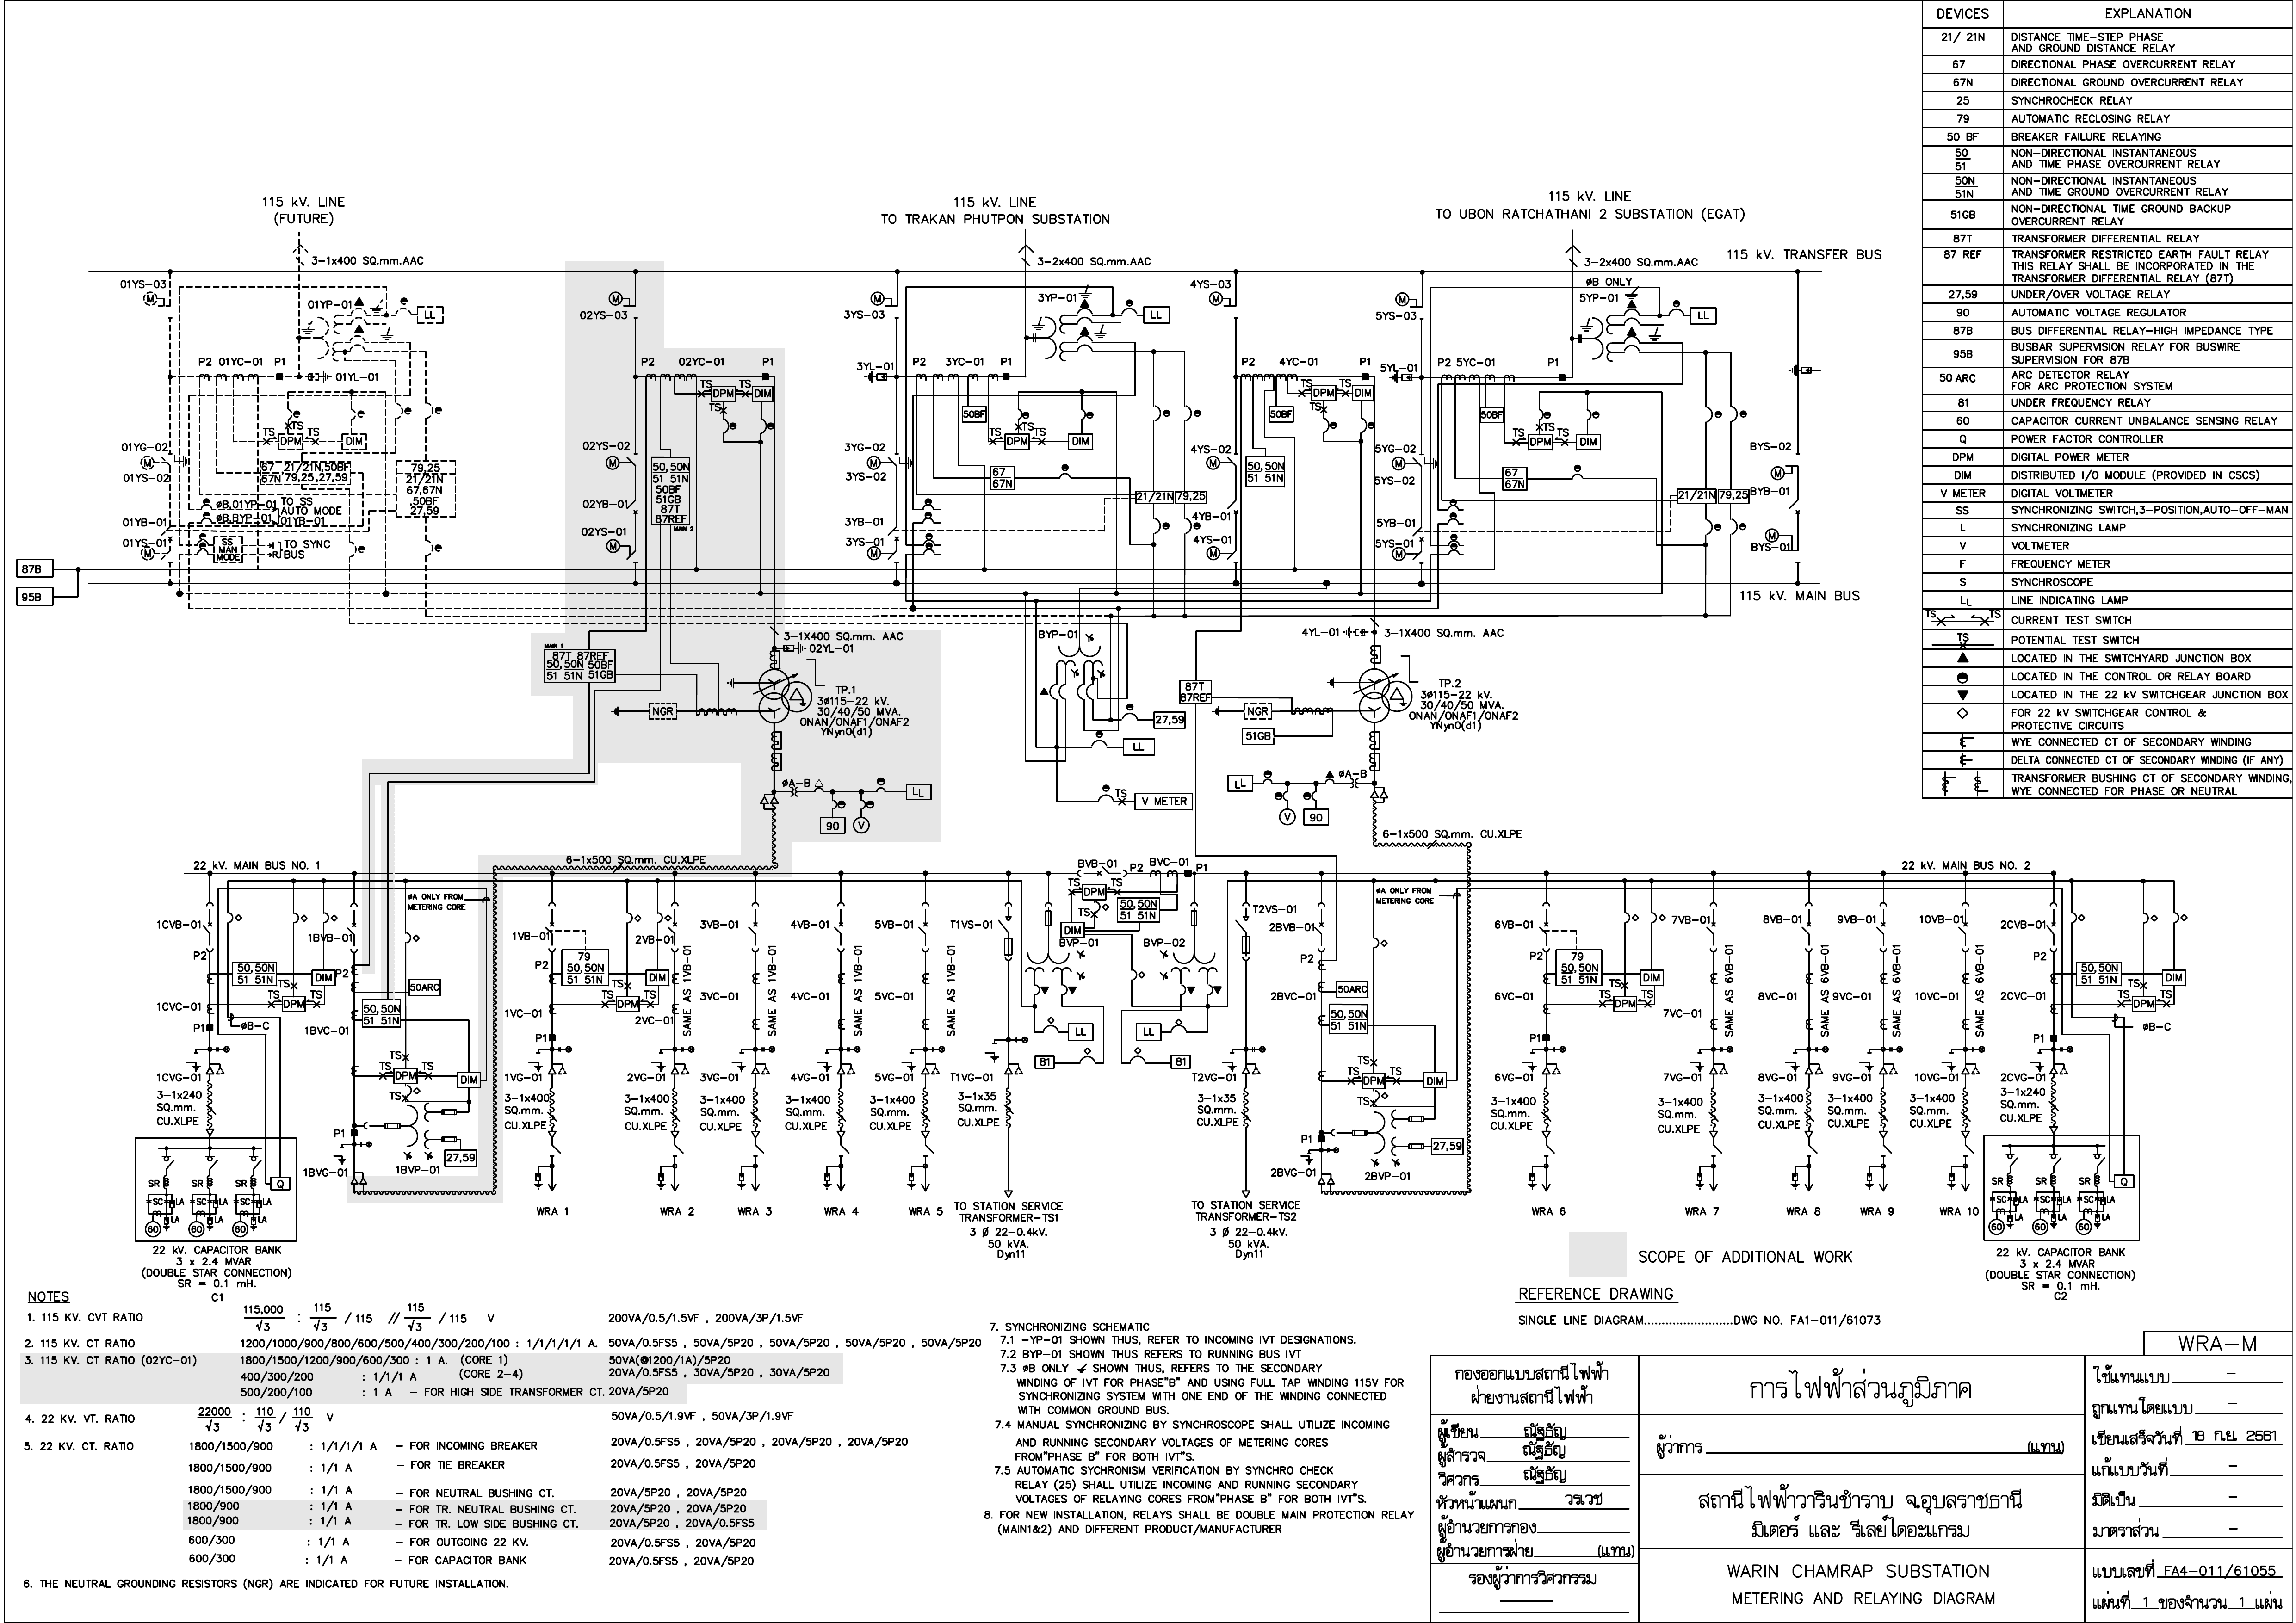 DEVICES EXPLANATION
21/ 21N DISTANCE TIME-STEP PHASE
AND GROUND DISTANCE RELAY
67 DIRECTIONAL PHASE OVERCURRENT RELAY
67N DIRECTIONAL GROUND OVERCURRENT RELAY
25 SYNCHROCHECK RELAY
79 AUTOMATIC RECLOSING RELAY
50 BF BREAKER FAILURE RELAYING
50
51
NON-DIRECTIONAL INSTANTANEOUS
AND TIME PHASE OVERCURRENT RELAY
50N
51N
NON-DIRECTIONAL INSTANTANEOUS
AND TIME GROUND OVERCURRENT RELAY
51GB NON-DIRECTIONAL TIME GROUND BACKUP
OVERCURRENT RELAY
87T TRANSFORMER DIFFERENTIAL RELAY
87 REF TRANSFORMER RESTRICTED EARTH FAULT RELAY
THIS RELAY SHALL BE INCORPORATED IN THE
TRANSFORMER DIFFERENTIAL RELAY (87T)
27,59 UNDER/OVER VOLTAGE RELAY
90 AUTOMATIC VOLTAGE REGULATOR
87B BUS DIFFERENTIAL RELAY-HIGH IMPEDANCE TYPE
95B BUSBAR SUPERVISION RELAY FOR BUSWIRE
SUPERVISION FOR 87B
50 ARC ARC DETECTOR RELAY
FOR ARC PROTECTION SYSTEM
81 UNDER FREQUENCY RELAY
60 CAPACITOR CURRENT UNBALANCE SENSING RELAY
Q POWER FACTOR CONTROLLER
DPM DIGITAL POWER METER
DIM DISTRIBUTED I/O MODULE (PROVIDED IN CSCS)
V METER DIGITAL VOLTMETER
SS SYNCHRONIZING SWITCH,3-POSITION,AUTO-OFF-MAN
L SYNCHRONIZING LAMP
V VOLTMETER
F FREQUENCY METER
S SYNCHROSCOPE
LL LINE INDICATING LAMP
TS TS CURRENT TEST SWITCH
TS POTENTIAL TEST SWITCH
▲ LOCATED IN THE SWITCHYARD JUNCTION BOX
LOCATED IN THE CONTROL OR RELAY BOARD
▼ LOCATED IN THE 22 kV SWITCHGEAR JUNCTION BOX
◇ FOR 22 kV SWITCHGEAR CONTROL &
PROTECTIVE CIRCUITS
WYE CONNECTED CT OF SECONDARY WINDING
DELTA CONNECTED CT OF SECONDARY WINDING (IF ANY)
TRANSFORMER BUSHING CT OF SECONDARY WINDING,
WYE CONNECTED FOR PHASE OR NEUTRAL
115 kV. LINE
(FUTURE)
115 kV. LINE
TO TRAKAN PHUTPON SUBSTATION
115 kV. LINE
TO UBON RATCHATHANI 2 SUBSTATION (EGAT)
3-1x400 SQ.mm.AAC
3-2x400 SQ.mm.AAC
3-2x400 SQ.mm.AAC
115 kV. TRANSFER BUS
01YS-03
M
01YP-01
LL
P2 01YC-01 P1
01YL-01
TS
TS DPM TS
DIM
01YG-02
M
01YS-02
67 21/21N,50BF
67N 79,25,27,59
79,25
21/21N
67,67N
50BF
27,59
øB,01YP-01 TO SS
AUTO MODE
øB,BYP-01 01YB-01
01YB-01
01YS-01
M
SS
MAN
MODE
TO SYNC
BUS
87B
95B
M
02YS-03
P2 02YC-01 P1
TS TS
DPM DIM
TS
02YS-02
M
50,50N
51 51N
50BF
51GB
87T
87REF
MAIN 2
02YB-01
02YS-01
M
M
3YS-03
3YP-01
LL
3YL-01
P2 3YC-01 P1
50BF
TS
TS TS
DPM DIM
3YG-02
M
3YS-02
67
67N
21/21N 79,25
3YB-01
3YS-01
M
4YS-03
M
P2 4YC-01 P1
50BF
TS TS
DPM DIM
TS
4YS-02
M
50,50N
51 51N
4YB-01
4YS-01
M
øB ONLY
M
5YS-03
5YP-01
LL
5YL-01
P2 5YC-01 P1
50BF
TS
TS TS
DPM DIM
5YG-02
M
5YS-02
67
67N
21/21N 79,25
5YB-01
5YS-01
M
BYS-02
M
BYB-01
M
BYS-01
115 kV. MAIN BUS
3-1X400 SQ.mm. AAC
02YL-01
MAIN 1
87T 87REF
50,50N 50BF
51 51N 51GB
NGR
TP.1
3ø115-22 kV.
30/40/50 MVA.
ONAN/ONAF1/ONAF2
YNyn0(d1)
øA-B
LL
90
V
BYP-01
27,59
LL
TS
V METER
4YL-01
3-1X400 SQ.mm. AAC
87T
87REF
NGR
51GB
TP.2
3ø115-22 kV.
30/40/50 MVA.
ONAN/ONAF1/ONAF2
YNyn0(d1)
øA-B
LL
V
90
6-1x500 SQ.mm. CU.XLPE
22 kV. MAIN BUS NO. 1
6-1x500 SQ.mm. CU.XLPE
22 kV. MAIN BUS NO. 2
1CVB-01
P2
50,50N
51 51N
DIM
TS
TS TS
DPM
1CVC-01
P1
øB-C
1CVG-01
3-1x240
SQ.mm.
CU.XLPE
SR SR SR
Q
SC LA SC LA SC LA
LA LA LA
60 60 60
22 kV. CAPACITOR BANK
3 x 2.4 MVAR
(DOUBLE STAR CONNECTION)
SR = 0.1 mH.
C1
øA ONLY FROM
METERING CORE
1BVB-01
P2
50ARC
50,50N
51 51N
1BVC-01
TS
TS TS
DPM
DIM
TS
P1
27,59
1BVG-01
1BVP-01
1VB-01
79
50,50N
51 51N
P2
DIM
TS
TS TS
DPM
1VC-01
P1
1VG-01
3-1x400
SQ.mm.
CU.XLPE
WRA 1
2VB-01
2VC-01
SAME AS 1VB-01
2VG-01
3-1x400
SQ.mm.
CU.XLPE
WRA 2
3VB-01
3VC-01
SAME AS 1VB-01
3VG-01
3-1x400
SQ.mm.
CU.XLPE
WRA 3
4VB-01
4VC-01
SAME AS 1VB-01
4VG-01
3-1x400
SQ.mm.
CU.XLPE
WRA 4
5VB-01
5VC-01
SAME AS 1VB-01
5VG-01
3-1x400
SQ.mm.
CU.XLPE
WRA 5
T1VS-01
T1VG-01
3-1x35
SQ.mm.
CU.XLPE
TO STATION SERVICE
TRANSFORMER-TS1
3 Ø 22-0.4kV.
50 kVA.
Dyn11
BVB-01 P2 BVC-01 P1
TS TS
DPM
TS
50,50N
51 51N
DIM
BVP-01
BVP-02
LL
LL
81
81
T2VS-01
T2VG-01
3-1x35
SQ.mm.
CU.XLPE
TO STATION SERVICE
TRANSFORMER-TS2
3 Ø 22-0.4kV.
50 kVA.
Dyn11
øA ONLY FROM
METERING CORE
2BVB-01
P2
50ARC
2BVC-01
50,50N
51 51N
TS
TS TS
DPM
DIM
TS
P1
27,59
2BVG-01
2BVP-01
6VB-01
79
50,50N
51 51N
P2
DIM
TS
TS TS
DPM
6VC-01
P1
6VG-01
3-1x400
SQ.mm.
CU.XLPE
WRA 6
7VB-01
7VC-01
SAME AS 6VB-01
7VG-01
3-1x400
SQ.mm.
CU.XLPE
WRA 7
8VB-01
8VC-01
SAME AS 6VB-01
8VG-01
3-1x400
SQ.mm.
CU.XLPE
WRA 8
9VB-01
9VC-01
SAME AS 6VB-01
9VG-01
3-1x400
SQ.mm.
CU.XLPE
WRA 9
10VB-01
10VC-01
SAME AS 6VB-01
10VG-01
3-1x400
SQ.mm.
CU.XLPE
WRA 10
2CVB-01
P2
50,50N
51 51N
DIM
TS
TS TS
DPM
2CVC-01
øB-C
P1
2CVG-01
3-1x240
SQ.mm.
CU.XLPE
SR SR SR
Q
SC LA SC LA SC LA
LA LA LA
60 60 60
22 kV. CAPACITOR BANK
3 x 2.4 MVAR
(DOUBLE STAR CONNECTION)
SR = 0.1 mH.
C2
SCOPE OF ADDITIONAL WORK
REFERENCE DRAWING
SINGLE LINE DIAGRAM.........................DWG NO. FA1-011/61073
NOTES
1. 115 KV. CVT RATIO 115,000/√3 : 115/√3 / 115 // 115/√3 / 115 V 200VA/0.5/1.5VF , 200VA/3P/1.5VF
2. 115 KV. CT RATIO 1200/1000/900/800/600/500/400/300/200/100 : 1/1/1/1/1 A. 50VA/0.5FS5 , 50VA/5P20 , 50VA/5P20 , 50VA/5P20 , 50VA/5P20
3. 115 KV. CT RATIO (02YC-01) 1800/1500/1200/900/600/300 : 1 A. (CORE 1) 50VA(@1200/1A)/5P20
400/300/200 : 1/1/1 A (CORE 2-4) 20VA/0.5FS5 , 30VA/5P20 , 30VA/5P20
500/200/100 : 1 A - FOR HIGH SIDE TRANSFORMER CT. 20VA/5P20
4. 22 KV. VT. RATIO 22000/√3 : 110/√3 / 110/√3 V 50VA/0.5/1.9VF , 50VA/3P/1.9VF
5. 22 KV. CT. RATIO 1800/1500/900 : 1/1/1/1 A - FOR INCOMING BREAKER 20VA/0.5FS5 , 20VA/5P20 , 20VA/5P20 , 20VA/5P20
1800/1500/900 : 1/1 A - FOR TIE BREAKER 20VA/0.5FS5 , 20VA/5P20
1800/1500/900 : 1/1 A - FOR NEUTRAL BUSHING CT. 20VA/5P20 , 20VA/5P20
1800/900 : 1/1 A - FOR TR. NEUTRAL BUSHING CT. 20VA/5P20 , 20VA/5P20
1800/900 : 1/1 A - FOR TR. LOW SIDE BUSHING CT. 20VA/5P20 , 20VA/0.5FS5
600/300 : 1/1 A - FOR OUTGOING 22 KV. 20VA/0.5FS5 , 20VA/5P20
600/300 : 1/1 A - FOR CAPACITOR BANK 20VA/0.5FS5 , 20VA/5P20
6. THE NEUTRAL GROUNDING RESISTORS (NGR) ARE INDICATED FOR FUTURE INSTALLATION.
7. SYNCHRONIZING SCHEMATIC
7.1 -YP-01 SHOWN THUS, REFER TO INCOMING IVT DESIGNATIONS.
7.2 BYP-01 SHOWN THUS REFERS TO RUNNING BUS IVT
7.3 øB ONLY SHOWN THUS, REFERS TO THE SECONDARY
WINDING OF IVT FOR PHASE"B" AND USING FULL TAP WINDING 115V FOR
SYNCHRONIZING SYSTEM WITH ONE END OF THE WINDING CONNECTED
WITH COMMON GROUND BUS.
7.4 MANUAL SYNCHRONIZING BY SYNCHROSCOPE SHALL UTILIZE INCOMING
AND RUNNING SECONDARY VOLTAGES OF METERING CORES
FROM"PHASE B" FOR BOTH IVT"S.
7.5 AUTOMATIC SYCHRONISM VERIFICATION BY SYNCHRO CHECK
RELAY (25) SHALL UTILIZE INCOMING AND RUNNING SECONDARY
VOLTAGES OF RELAYING CORES FROM"PHASE B" FOR BOTH IVT"S.
8. FOR NEW INSTALLATION, RELAYS SHALL BE DOUBLE MAIN PROTECTION RELAY
(MAIN1&2) AND DIFFERENT PRODUCT/MANUFACTURER
WRA-M
กองออกแบบสถานีไฟฟ้า
ฝ่ายงานสถานีไฟฟ้า
ผู้เขียน ณัฐธัญ
ผู้สำรวจ ณัฐธัญ
วิศวกร ณัฐธัญ
หัวหน้าแผนก วรเวช
ผู้อำนวยการกอง
ผู้อำนวยการฝ่าย (แทน)
รองผู้ว่าการวิศวกรรม
การไฟฟ้าส่วนภูมิภาค
ผู้ว่าการ (แทน)
สถานีไฟฟ้าวารินชำราบ จ.อุบลราชธานี
มิเตอร์ และ รีเลย์ไดอะแกรม
WARIN CHAMRAP SUBSTATION
METERING AND RELAYING DIAGRAM
ใช้แทนแบบ -
ถูกแทนโดยแบบ -
เขียนเสร็จวันที่ 18 ก.ย. 2561
แก้แบบวันที่ -
มิติเป็น -
มาตราส่วน -
แบบเลขที่ FA4-011/61055
แผ่นที่ 1 ของจำนวน 1 แผ่น